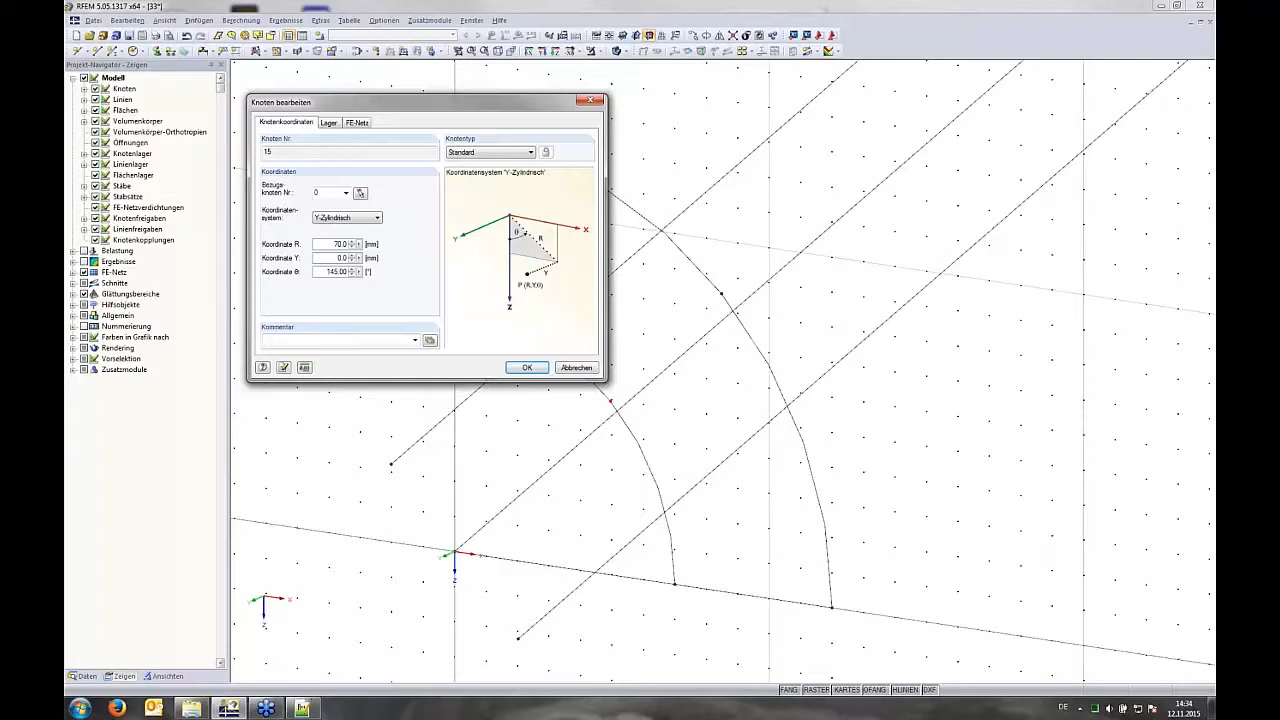 RFEM 5.05.1317 x64 - [33*]
Datei Bearbeiten Ansicht Einfügen Berechnung Ergebnisse Extras Tabelle Optionen Zusatzmodule Fenster Hilfe
Projekt-Navigator - Zeigen
Modell
Knoten
Linien
Flächen
Volumenkörper
Volumenkörper-Orthotropien
Öffnungen
Knotenlager
Linienlager
Flächenlager
Stäbe
Stabsätze
FE-Netzverdichtungen
Knotenfreigaben
Linienfreigaben
Knotenkopplungen
Belastung
Ergebnisse
FE-Netz
Schnitte
Glättungsbereiche
Hilfsobjekte
Allgemein
Nummerierung
Farben in Grafik nach
Rendering
Vorselektion
Zusatzmodule
Daten Zeigen Ansichten
Knoten bearbeiten
Knotenkoordinaten Lager FE-Netz
Knoten Nr.
15
Knotentyp
Standard
Koordinaten
Bezugs-
knoten Nr.: 0
Koordinaten-
system: Y-Zylindrisch
Koordinate R: 70.0 [mm]
Koordinate Y: 0.0 [mm]
Koordinate θ: 145.00 [°]
Koordinatensystem 'Y-Zylindrisch'
θ
R
X
Y
Y
P (R,Y,θ)
Z
Kommentar
OK Abbrechen
Z
X
Z
FANG RASTER KARTES OFANG HLINIEN DXF
DE
14:34
12.11.2015